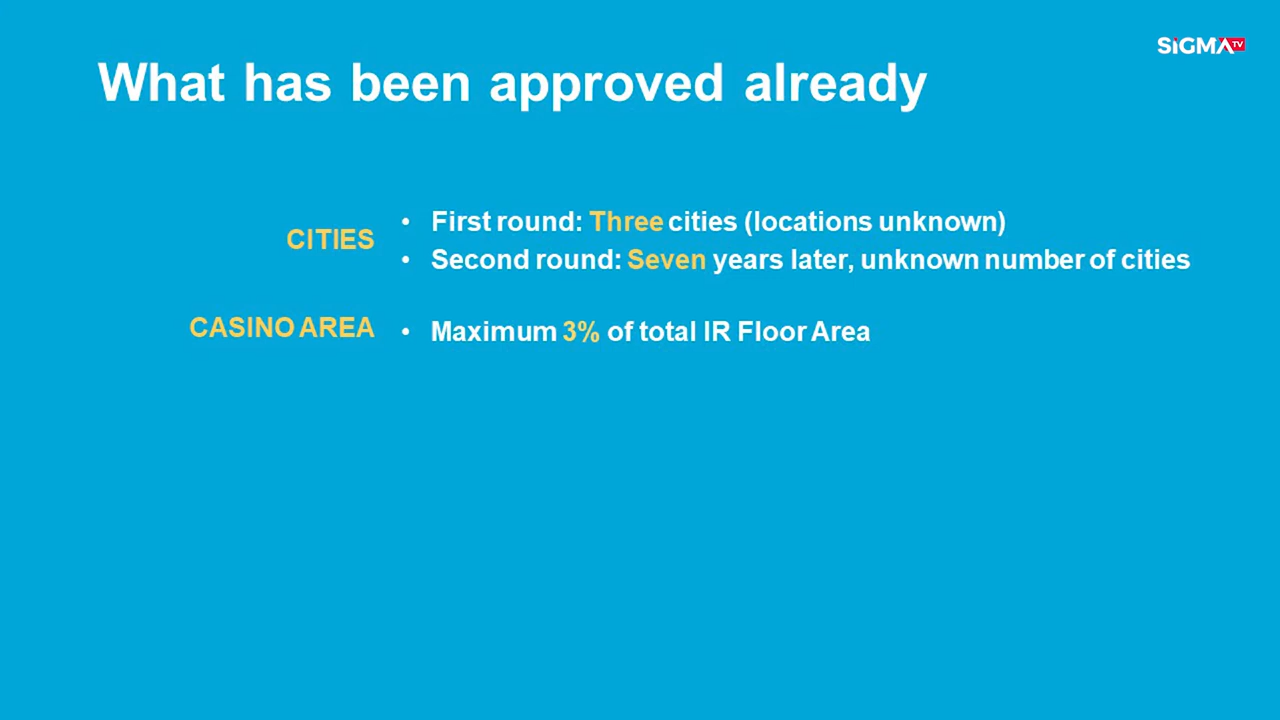 SiGMA TV
What has been approved already
CITIES
• First round: Three cities (locations unknown)
• Second round: Seven years later, unknown number of cities
CASINO AREA
• Maximum 3% of total IR Floor Area